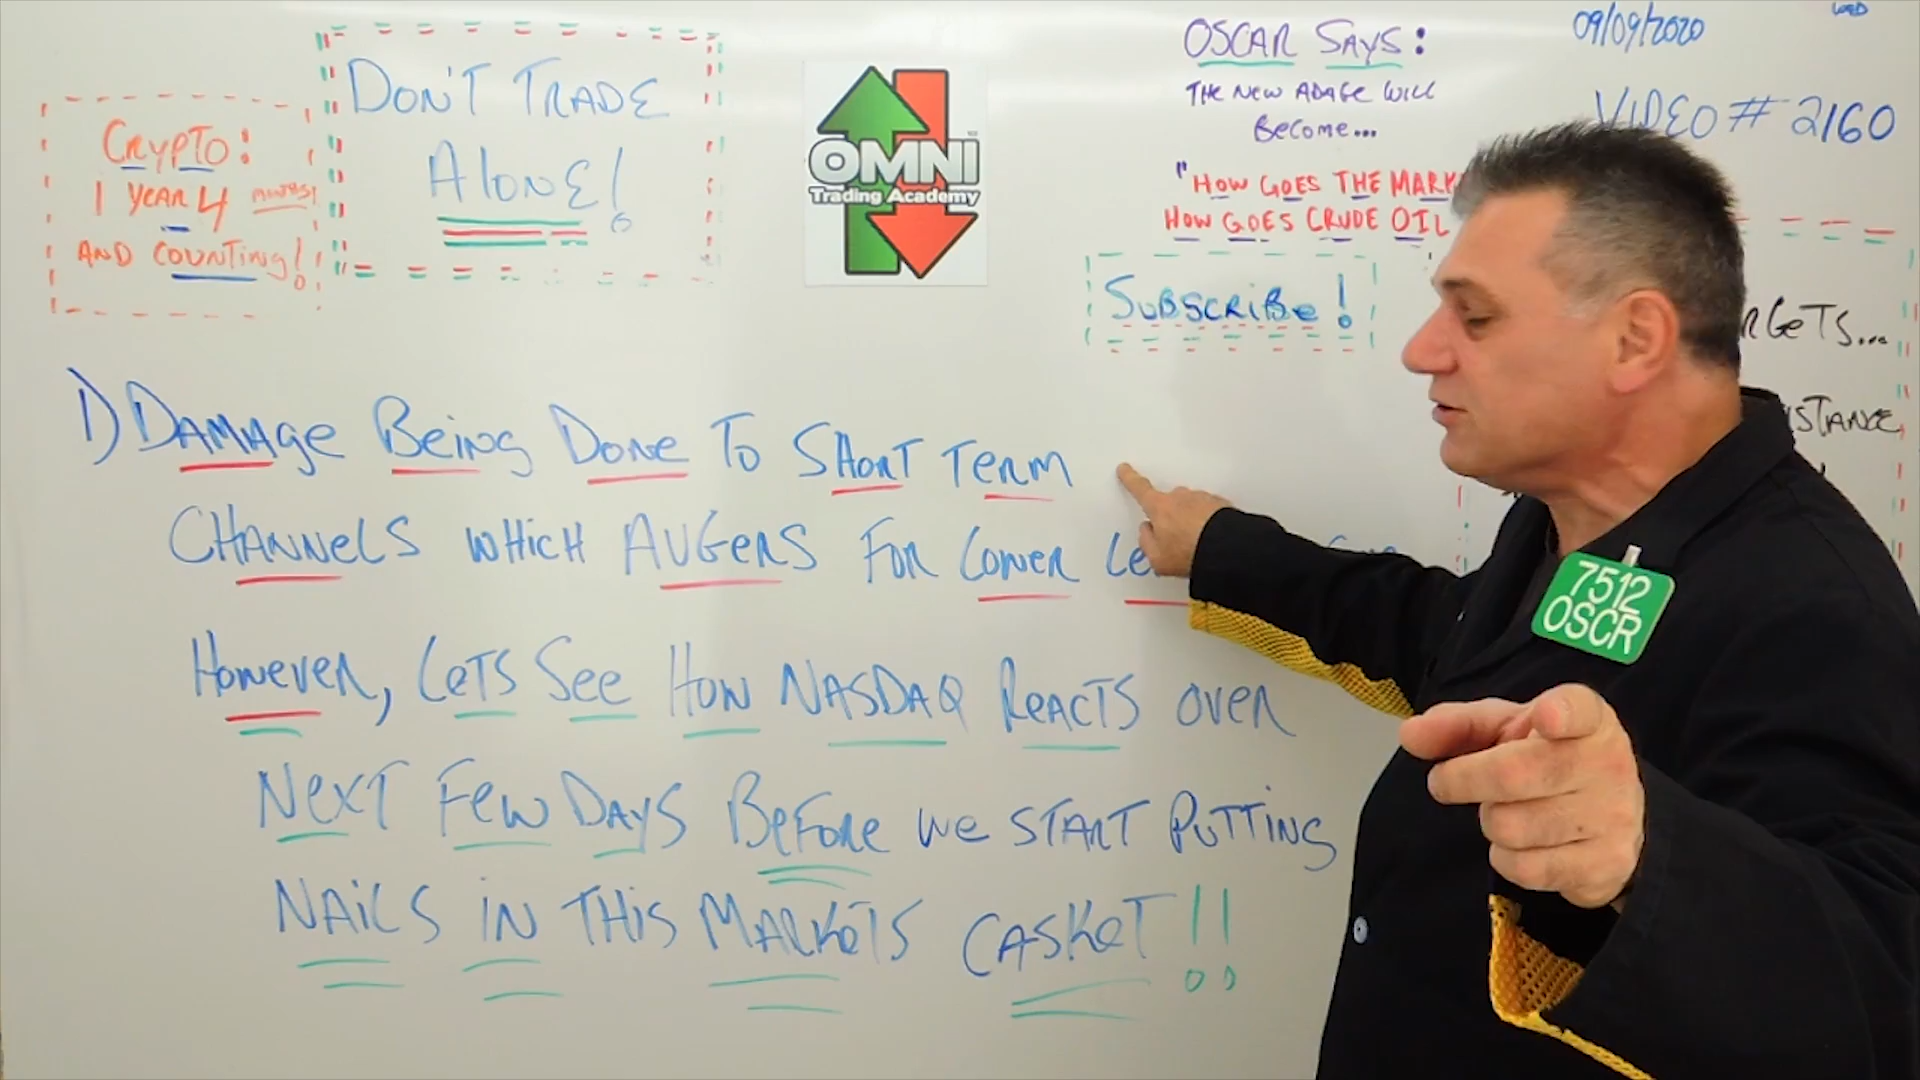 CRYPTO:
1 YEAR 4
AND COUNTING!
DON'T TRADE
ALONE!
OMNI
Trading Academy
OSCAR SAYS:
THE NEW ADAGE WILL
BECOME...
"HOW GOES THE MARK
HOW GOES CRUDE OIL
09/09/2020
VIDEO # 2160
SUBSCRIBE!
RGETS...
ISTANCE,
1) DAMAGE BEING DONE TO SHORT TERM
CHANNELS WHICH AUGERS FOR LOWER LE
HOWEVER, LETS SEE HOW NASDAQ REACTS OVER
NEXT FEW DAYS BEFORE WE START PUTTING
NAILS IN THIS MARKETS CASKET!!
7512
OSCR